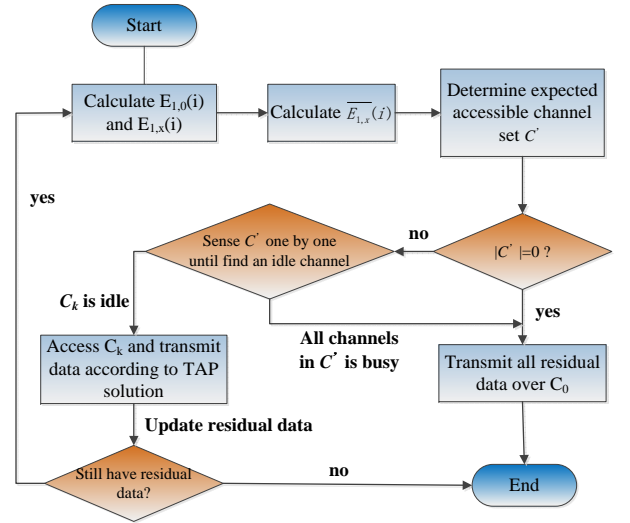 Start
Calculate E1,0(i)
and E1,x(i)
Calculate E1,x(i)
Determine expected
accessible channel
set C'
yes
no
Sense C' one by one
until find an idle channel
|C' |=0 ?
Ck is idle
yes
All channels
in C' is busy
Access Ck and transmit
data according to TAP
solution
Transmit all residual
data over C0
Update residual data
Still have residual
data?
no
End